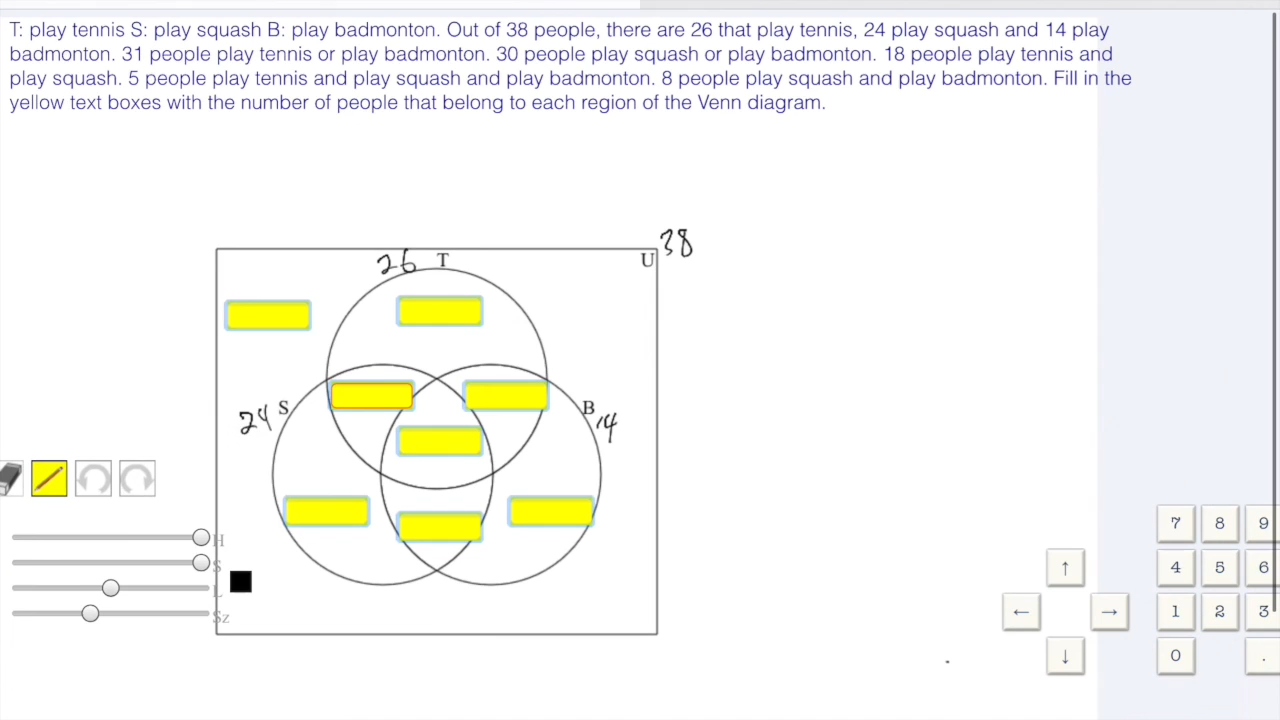 T: play tennis S: play squash B: play badmonton. Out of 38 people, there are 26 that play tennis, 24 play squash and 14 play
badmonton. 31 people play tennis or play badmonton. 30 people play squash or play badmonton. 18 people play tennis and
play squash. 5 people play tennis and play squash and play badmonton. 8 people play squash and play badmonton. Fill in the
yellow text boxes with the number of people that belong to each region of the Venn diagram.
38
26 T U
24 S B 14
H
S
L
Sz
7 8 9
↑ 4 5 6
← → 1 2 3
↓ 0 .